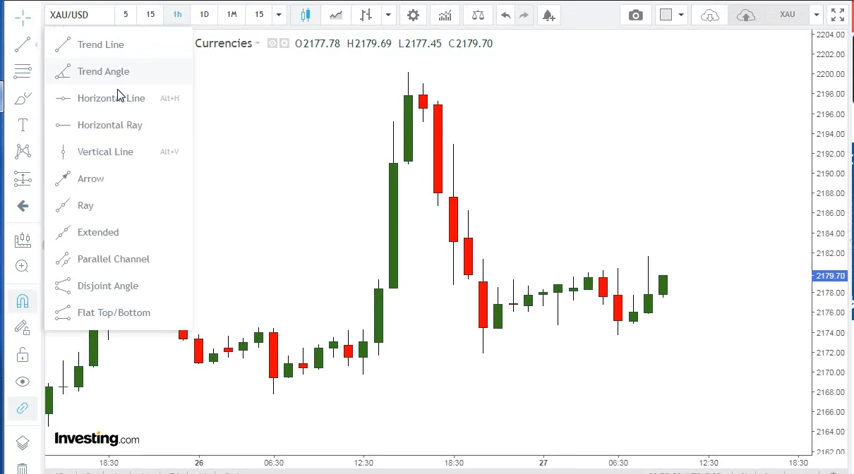 XAU/USD 5 15 1h 1D 1M 15 XAU
Currencies O2177.78 H2179.69 L2177.45 C2179.70
Trend Line
Trend Angle
Horizontal Line Alt+H
Horizontal Ray
Vertical Line Alt+V
Arrow
Ray
Extended
Parallel Channel
Disjoint Angle
Flat Top/Bottom
2204.00
2202.00
2200.00
2198.00
2196.00
2194.00
2192.00
2190.00
2188.00
2186.00
2184.00
2182.00
2179.70
2178.00
2176.00
2174.00
2172.00
2170.00
2168.00
2166.00
2164.00
2162.00
Investing.com
18:30 26 06:30 12:30 18:30 27 06:30 12:30 18:30